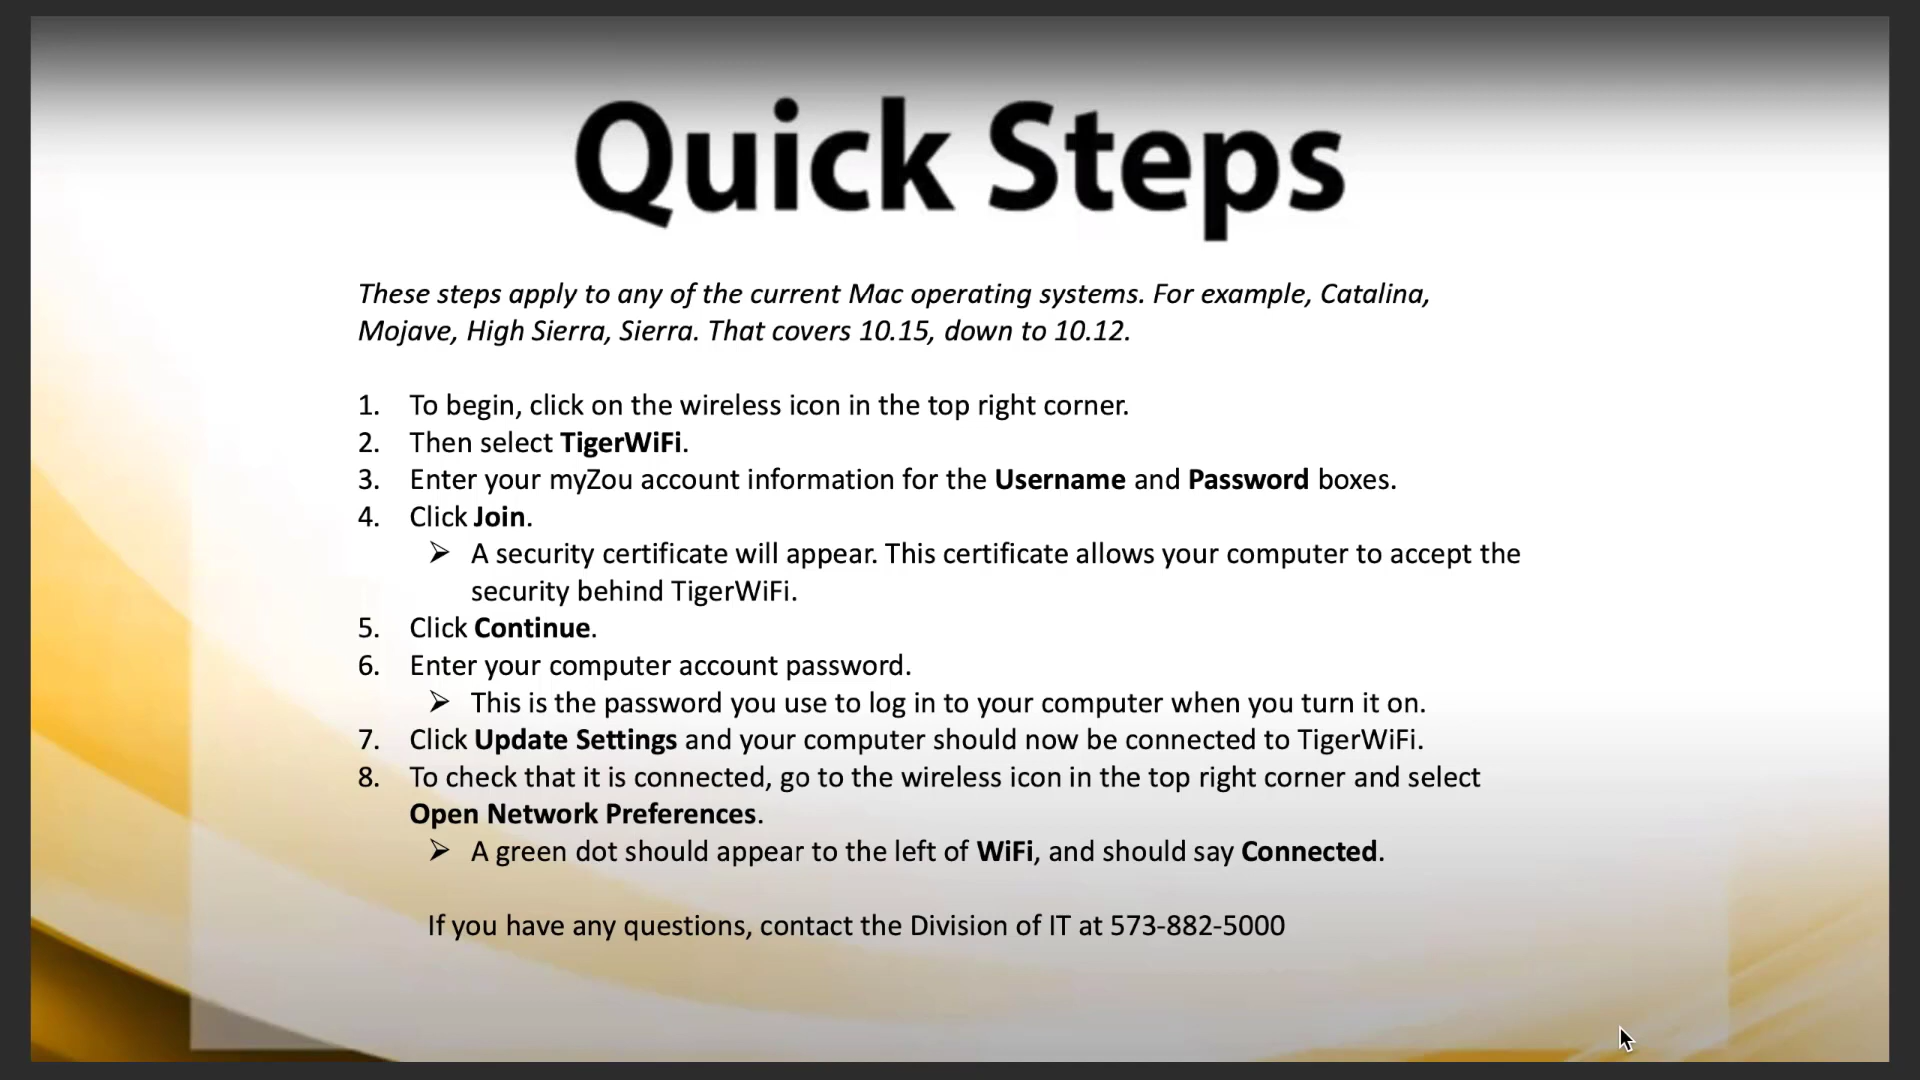 Quick Steps
These steps apply to any of the current Mac operating systems. For example, Catalina,
Mojave, High Sierra, Sierra. That covers 10.15, down to 10.12.
1. To begin, click on the wireless icon in the top right corner.
2. Then select TigerWiFi.
3. Enter your myZou account information for the Username and Password boxes.
4. Click Join.
➢ A security certificate will appear. This certificate allows your computer to accept the
security behind TigerWiFi.
5. Click Continue.
6. Enter your computer account password.
➢ This is the password you use to log in to your computer when you turn it on.
7. Click Update Settings and your computer should now be connected to TigerWiFi.
8. To check that it is connected, go to the wireless icon in the top right corner and select
Open Network Preferences.
➢ A green dot should appear to the left of WiFi, and should say Connected.
If you have any questions, contact the Division of IT at 573-882-5000